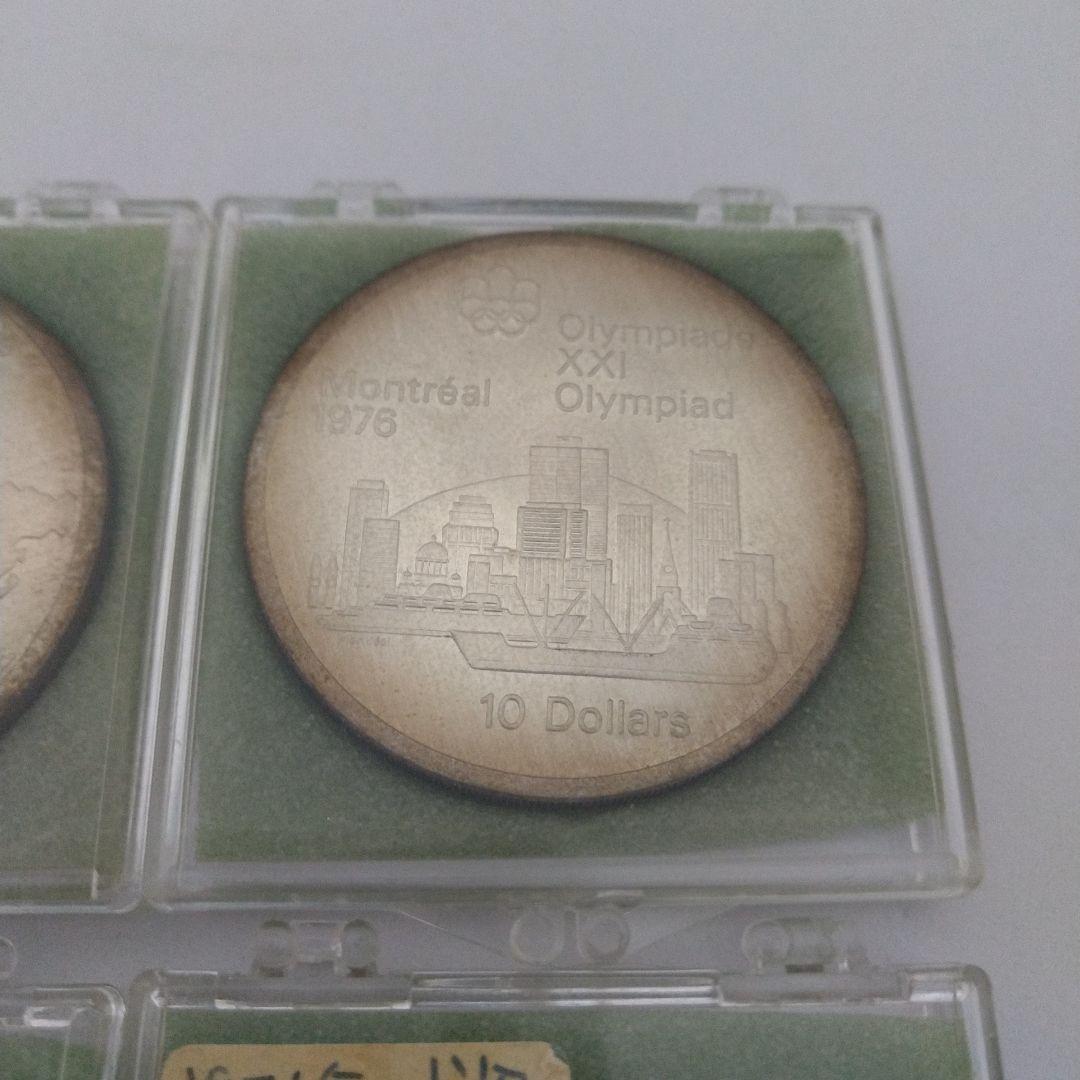 Olympiade
XXI
Olympiad
Montréal
1976
10 Dollars